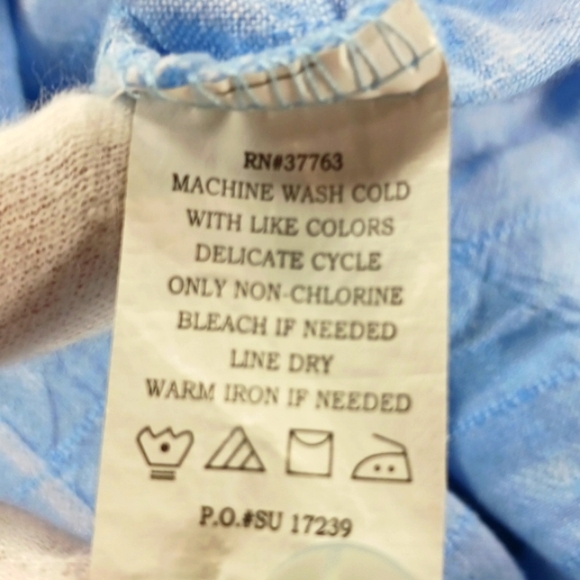 RN#37763
MACHINE WASH COLD
WITH LIKE COLORS
DELICATE CYCLE
ONLY NON-CHLORINE
BLEACH IF NEEDED
LINE DRY
WARM IRON IF NEEDED
P.O.#SU 17239